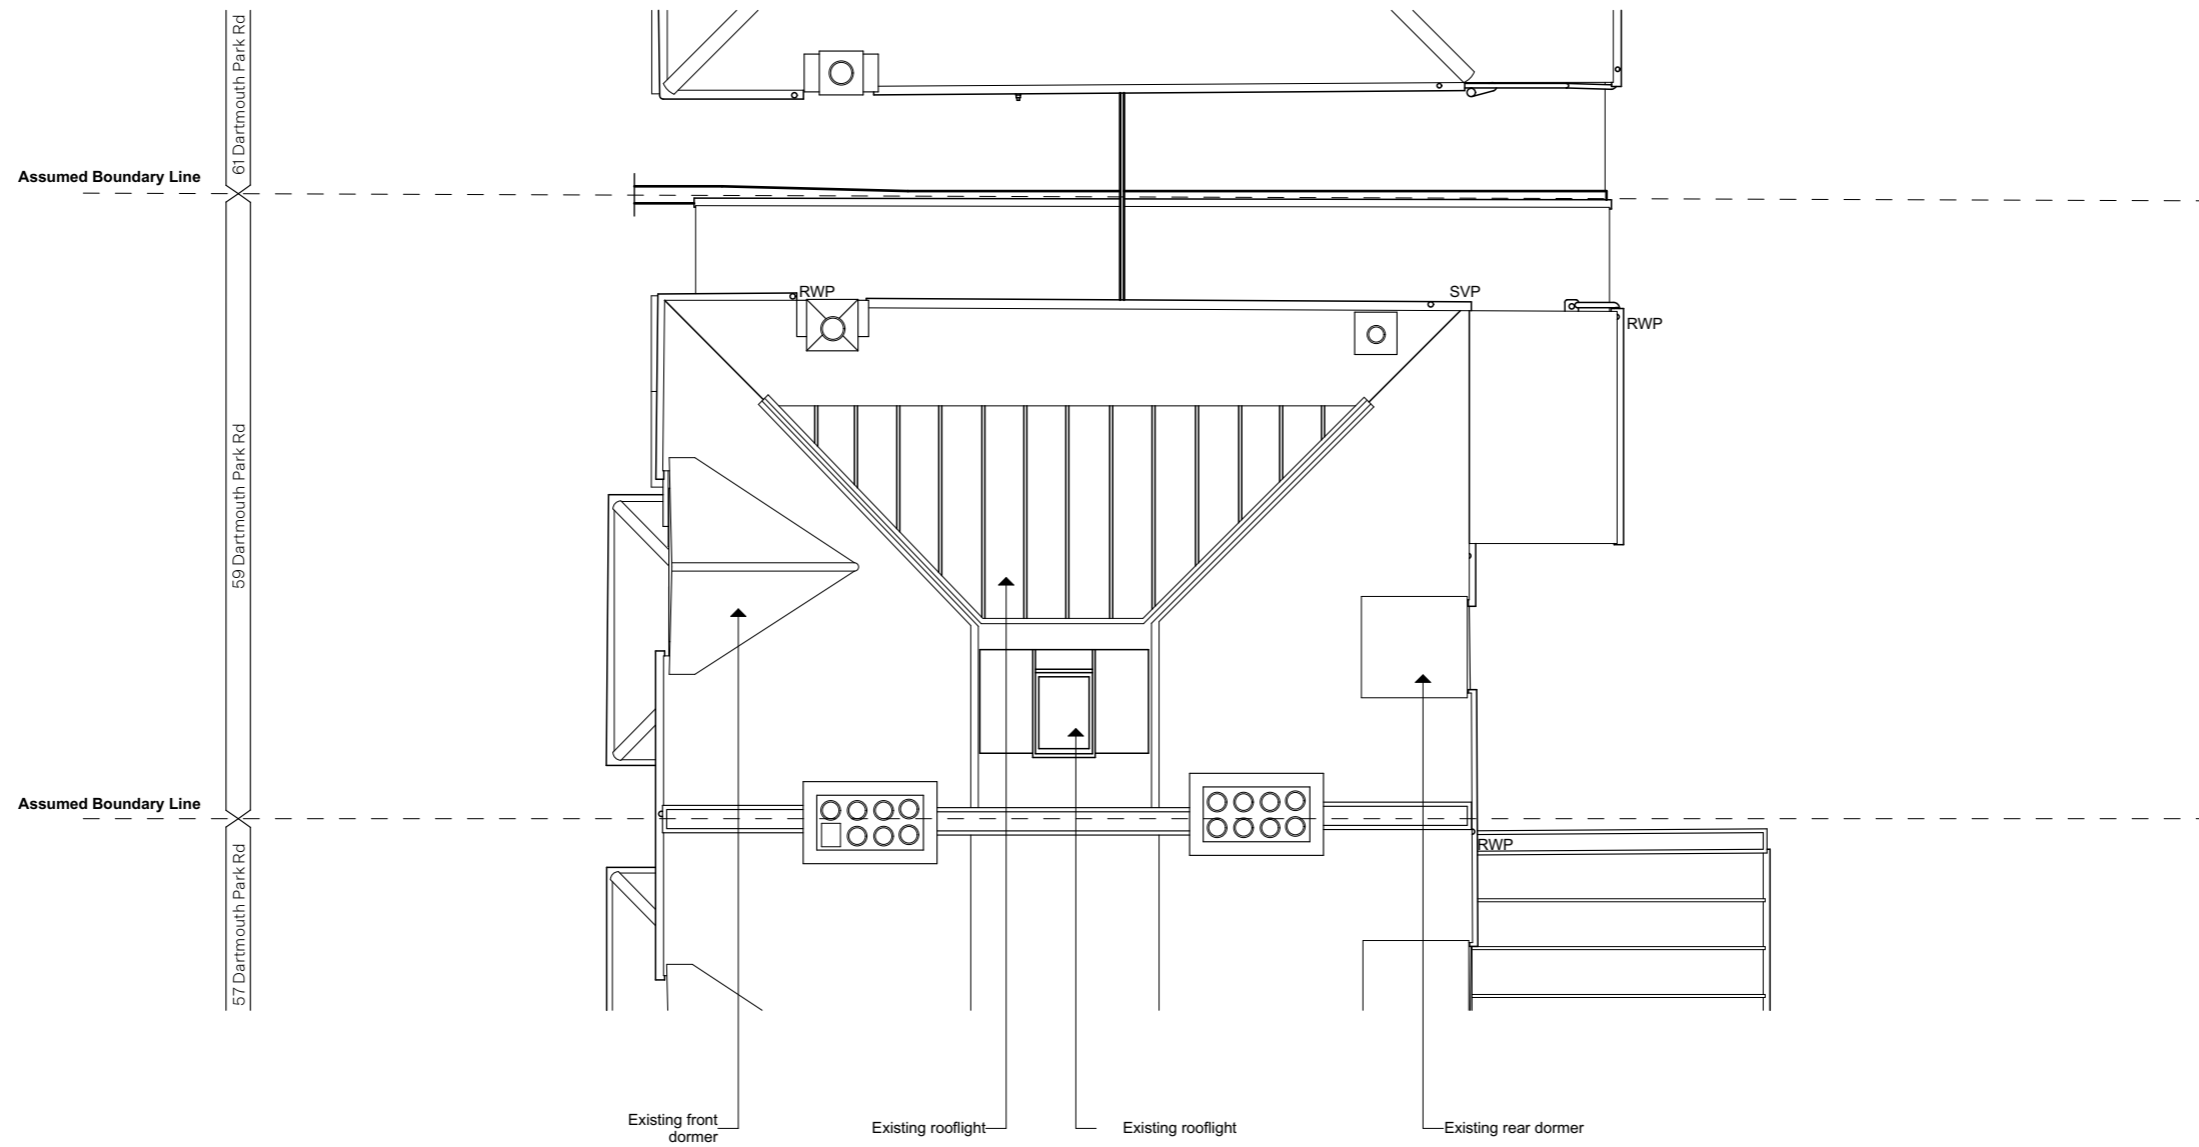 61 Dartmouth Park Rd
Assumed Boundary Line
RWP
SVP
RWP
59 Dartmouth Park Rd
Assumed Boundary Line
RWP
57 Dartmouth Park Rd
Existing front
dormer
Existing rooflight
Existing rooflight
Existing rear dormer